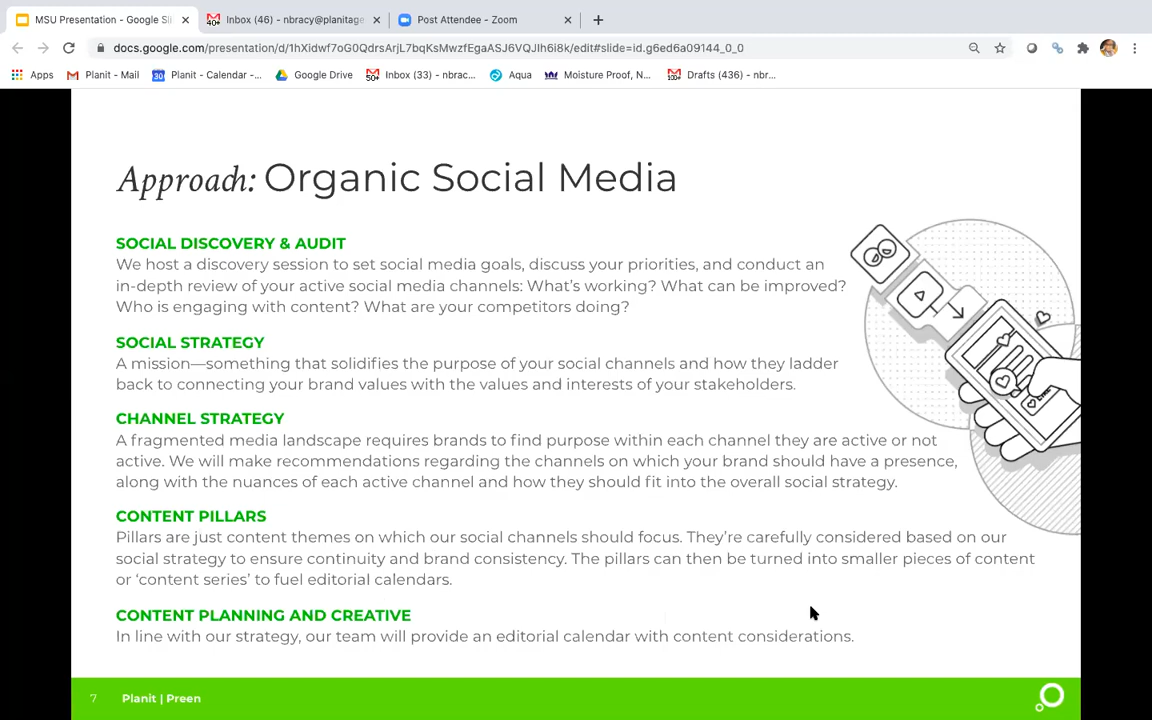 MSU Presentation - Google Sli
Inbox (46) - nbracy@planitage
Post Attendee - Zoom
docs.google.com/presentation/d/1hXidwf7oG0QdrsArjL7bqKsMwzfEgaASJ6VQJIh6i8k/edit#slide=id.g6ed6a09144_0_0
Apps
Planit - Mail
Planit - Calendar -...
Google Drive
Inbox (33) - nbrac...
Aqua
Moisture Proof, N...
Drafts (436) - nbr...
Approach: Organic Social Media
SOCIAL DISCOVERY & AUDIT
We host a discovery session to set social media goals, discuss your priorities, and conduct an
in-depth review of your active social media channels: What’s working? What can be improved?
Who is engaging with content? What are your competitors doing?
SOCIAL STRATEGY
A mission—something that solidifies the purpose of your social channels and how they ladder
back to connecting your brand values with the values and interests of your stakeholders.
CHANNEL STRATEGY
A fragmented media landscape requires brands to find purpose within each channel they are active or not
active. We will make recommendations regarding the channels on which your brand should have a presence,
along with the nuances of each active channel and how they should fit into the overall social strategy.
CONTENT PILLARS
Pillars are just content themes on which our social channels should focus. They’re carefully considered based on our
social strategy to ensure continuity and brand consistency. The pillars can then be turned into smaller pieces of content
or ‘content series’ to fuel editorial calendars.
CONTENT PLANNING AND CREATIVE
In line with our strategy, our team will provide an editorial calendar with content considerations.
7 Planit | Preen